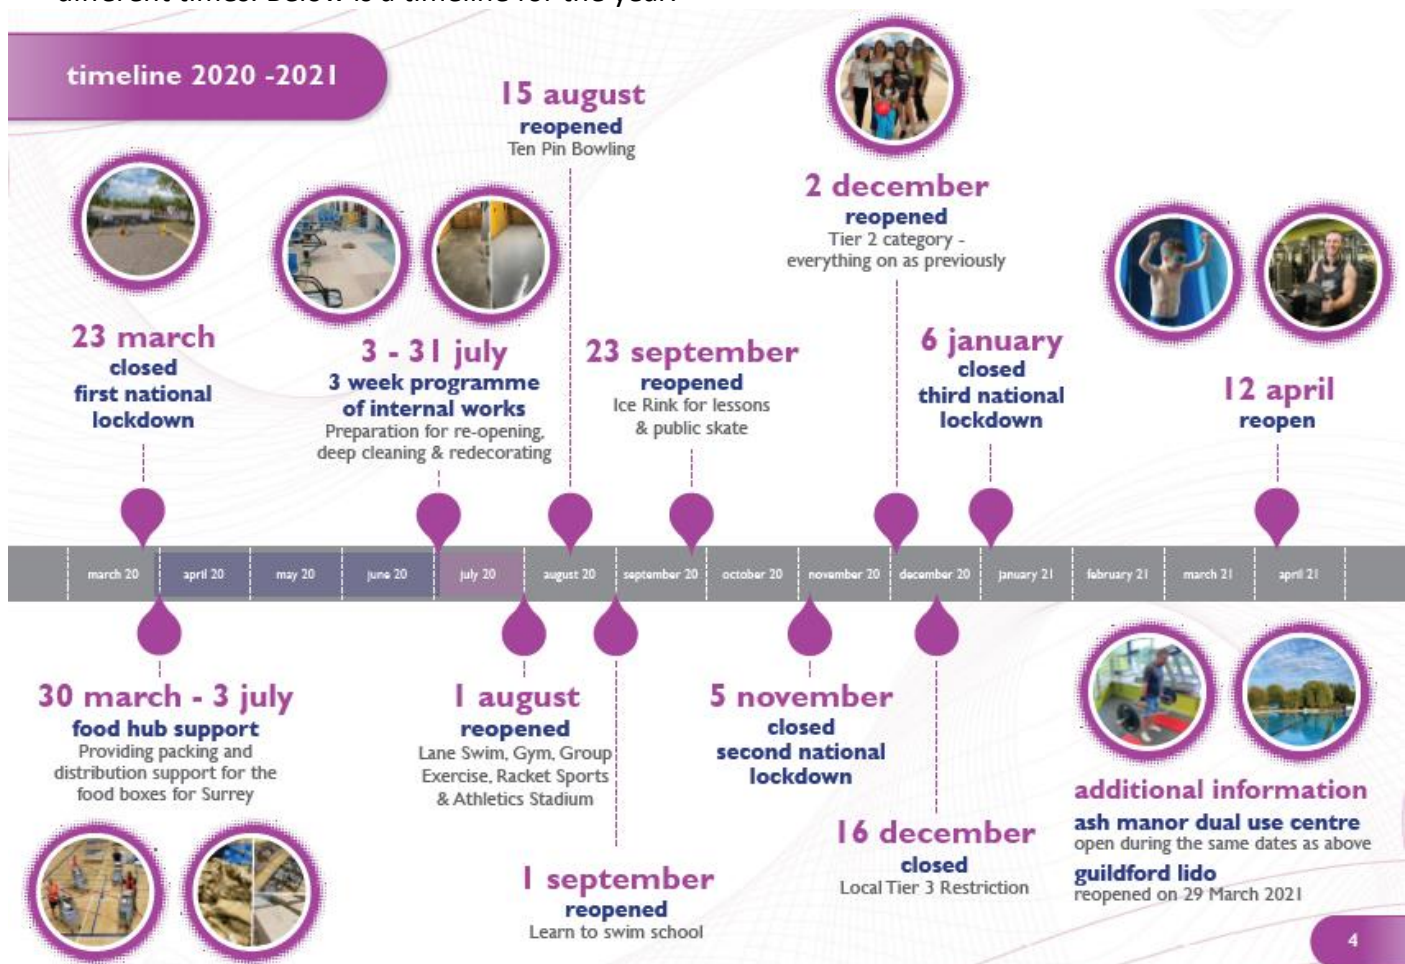 different times. Below is a timeline for the year.
timeline 2020 -2021
23 march
closed
first national
lockdown
3 - 31 july
3 week programme
of internal works
Preparation for re-opening,
deep cleaning & redecorating
15 august
reopened
Ten Pin Bowling
23 september
reopened
Ice Rink for lessons
& public skate
2 december
reopened
Tier 2 category -
everything on as previously
6 january
closed
third national
lockdown
12 april
reopen
march 20
april 20
may 20
june 20
july 20
august 20
september 20
october 20
november 20
december 20
january 21
february 21
march 21
april 21
30 march - 3 july
food hub support
Providing packing and
distribution support for the
food boxes for Surrey
1 august
reopened
Lane Swim, Gym, Group
Exercise, Racket Sports
& Athletics Stadium
1 september
reopened
Learn to swim school
5 november
closed
second national
lockdown
16 december
closed
Local Tier 3 Restriction
additional information
ash manor dual use centre
open during the same dates as above
guildford lido
reopened on 29 March 2021
4